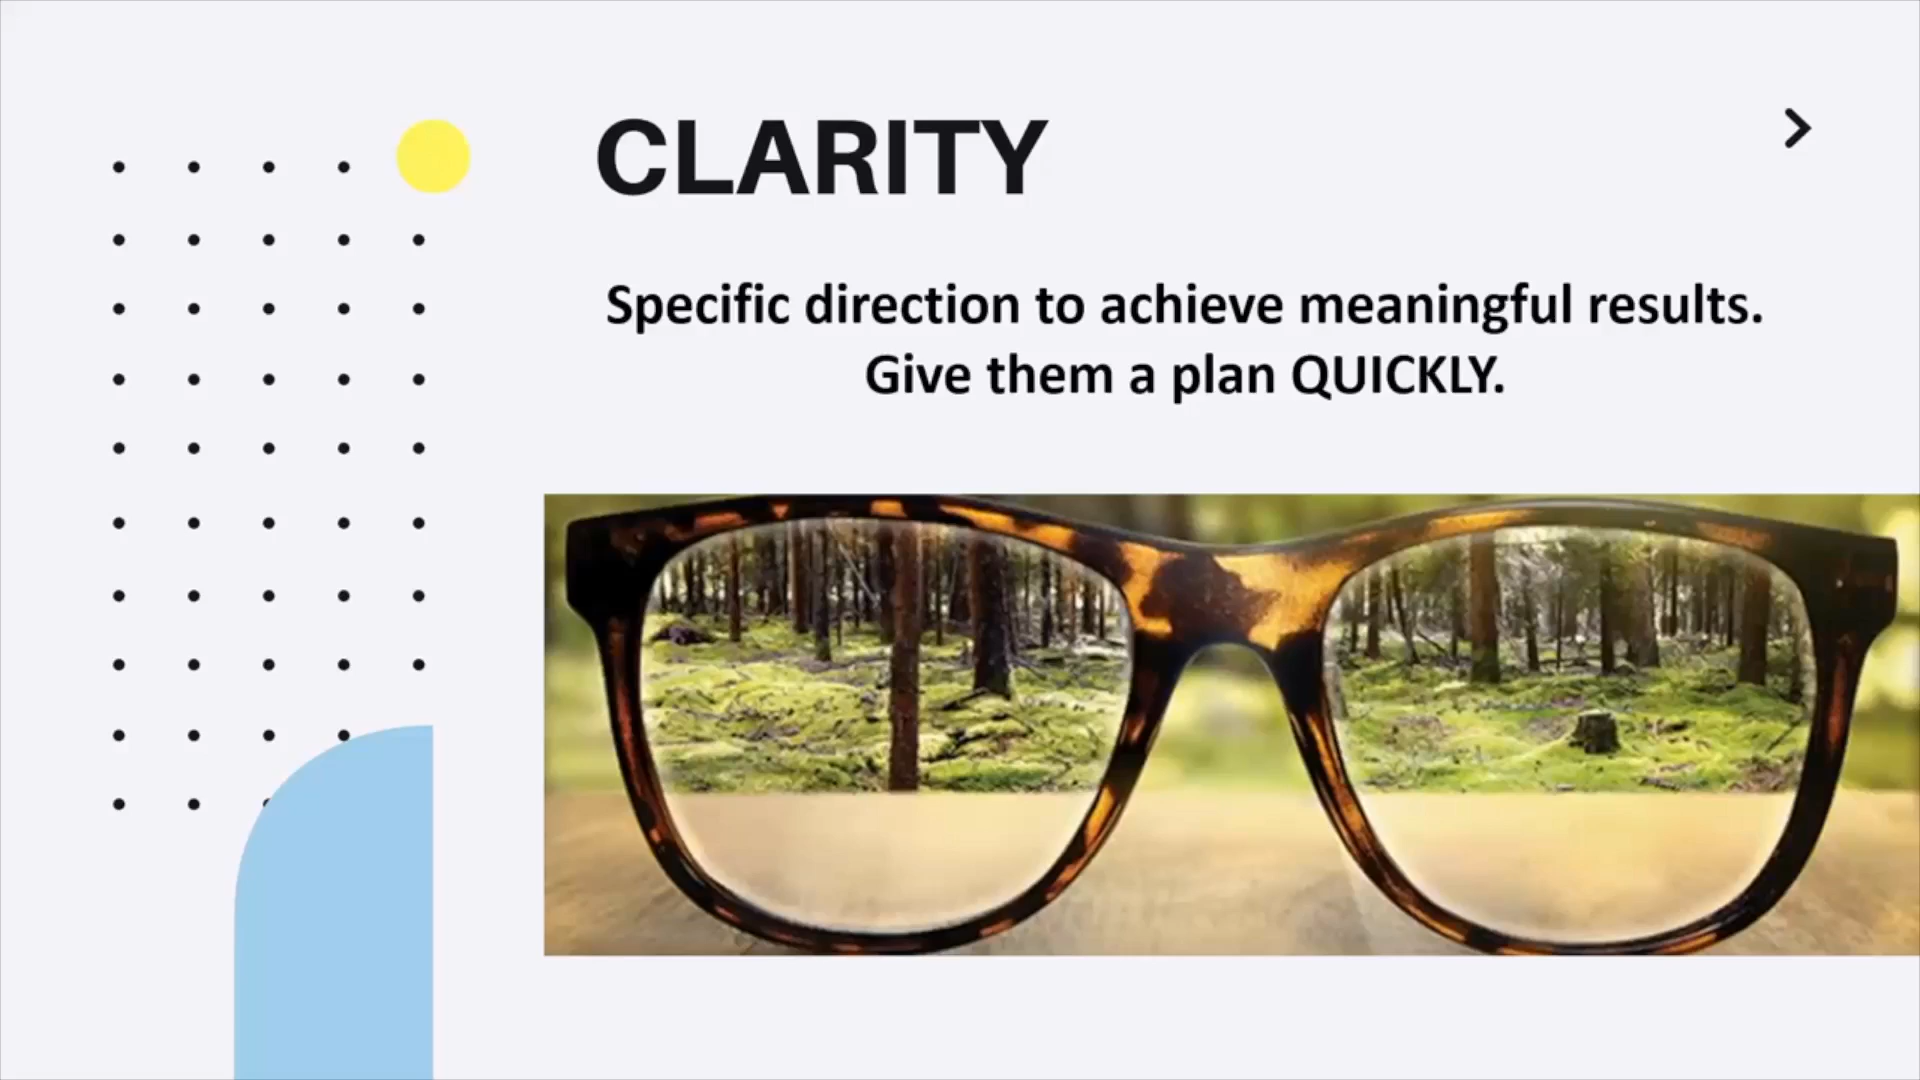 CLARITY
Specific direction to achieve meaningful results.
Give them a plan QUICKLY.